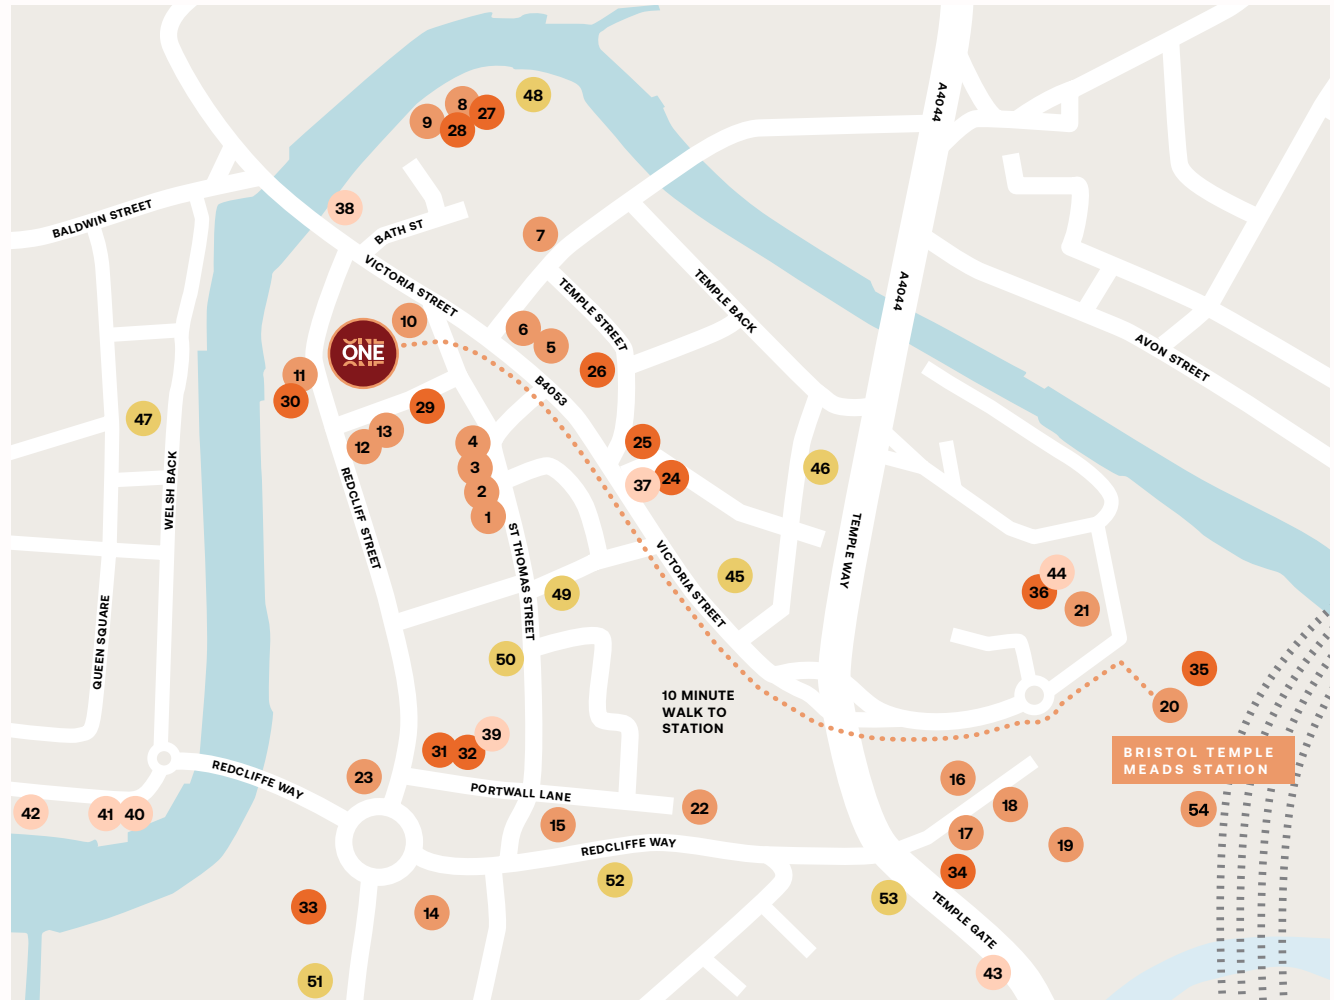 48
8
27
9
28
A4044
38
BALDWIN STREET
BATH ST
7
VICTORIA STREET
TEMPLE STREET
TEMPLE BACK
A4044
10
6
5
ONE
26
AVON STREET
11
30
B4053
29
47
13
12
4
25
3
24
37
46
2
1
WELSH BACK
REDCLIFF STREET
ST THOMAS STREET
VICTORIA STREET
TEMPLE WAY
45
44
36
21
49
QUEEN SQUARE
50
35
10 MINUTE
WALK TO
STATION
20
39
31
32
BRISTOL TEMPLE
MEADS STATION
23
REDCLIFFE WAY
PORTWALL LANE
16
42
41
40
22
18
54
15
17
19
REDCLIFFE WAY
34
52
53
33
14
TEMPLE GATE
43
51